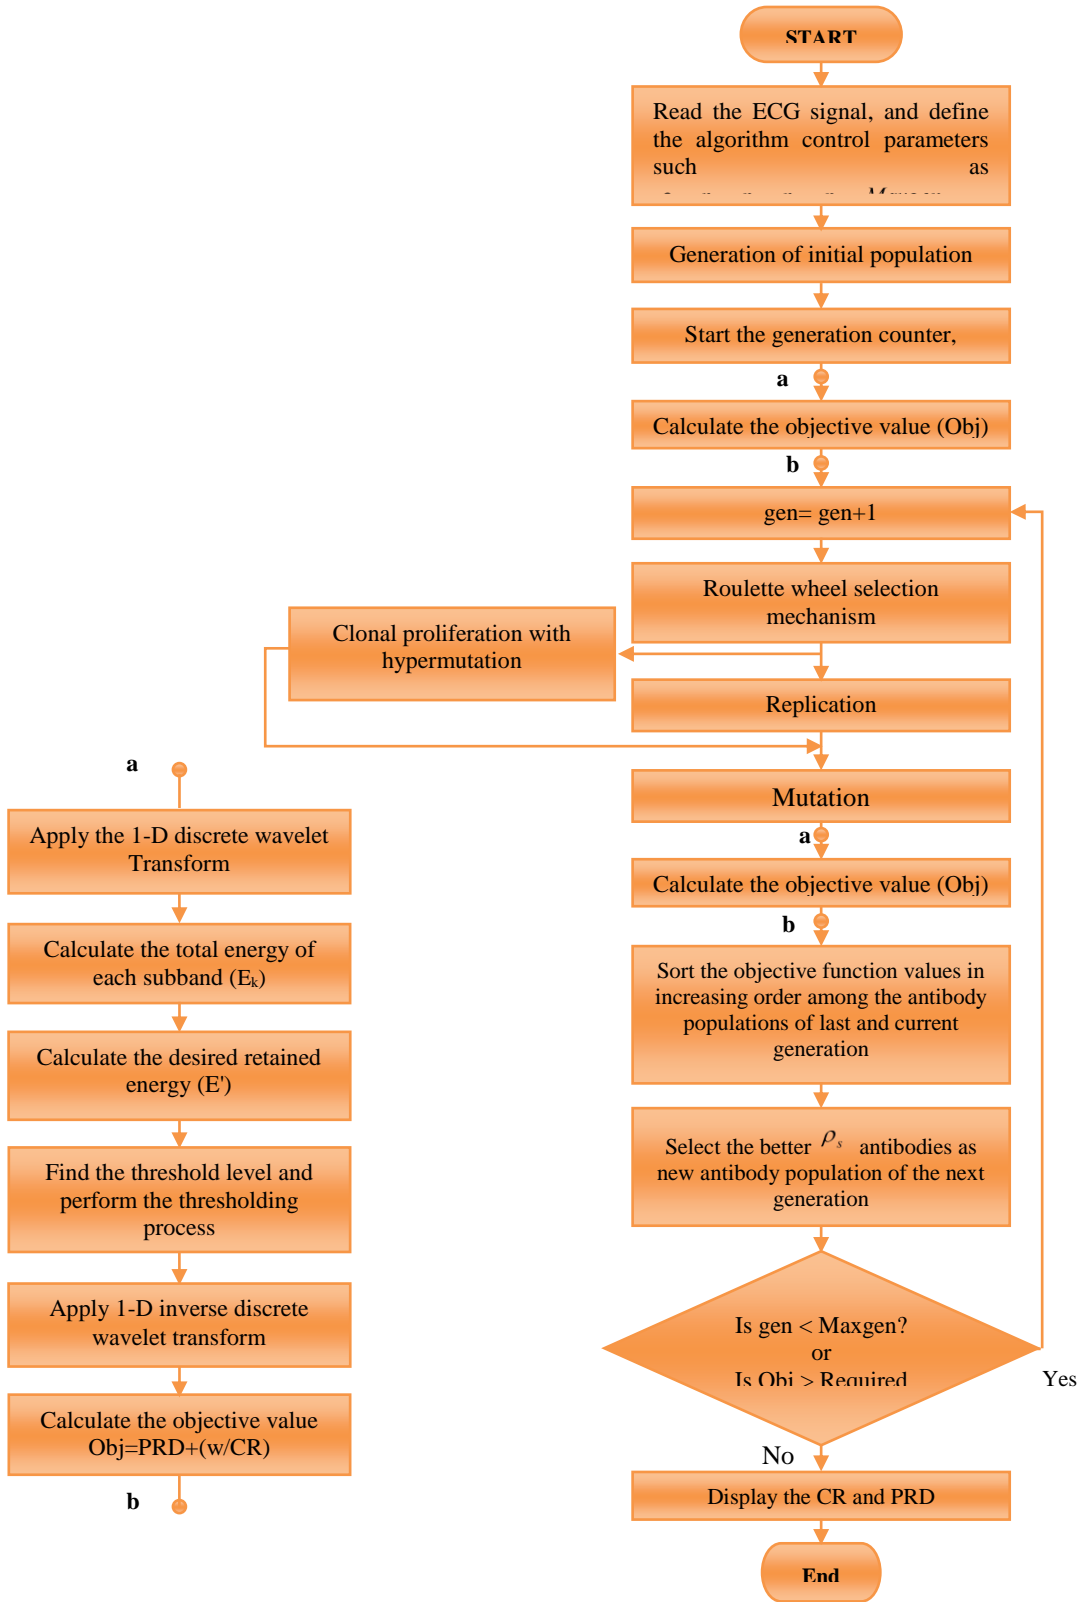 START
Read the ECG signal, and define
the algorithm control parameters
such as
Maxgen
Generation of initial population
Start the generation counter,
a
Calculate the objective value (Obj)
b
gen= gen+1
Roulette wheel selection
mechanism
Clonal proliferation with
hypermutation
Replication
Mutation
a
Calculate the objective value (Obj)
b
Sort the objective function values in
increasing order among the antibody
populations of last and current
generation
Select the better ρs antibodies as
new antibody population of the next
generation
Is gen < Maxgen?
or
Is Obj > Required
Yes
No
Display the CR and PRD
End
a
Apply the 1-D discrete wavelet
Transform
Calculate the total energy of
each subband (Ek)
Calculate the desired retained
energy (E')
Find the threshold level and
perform the thresholding
process
Apply 1-D inverse discrete
wavelet transform
Calculate the objective value
Obj=PRD+(w/CR)
b